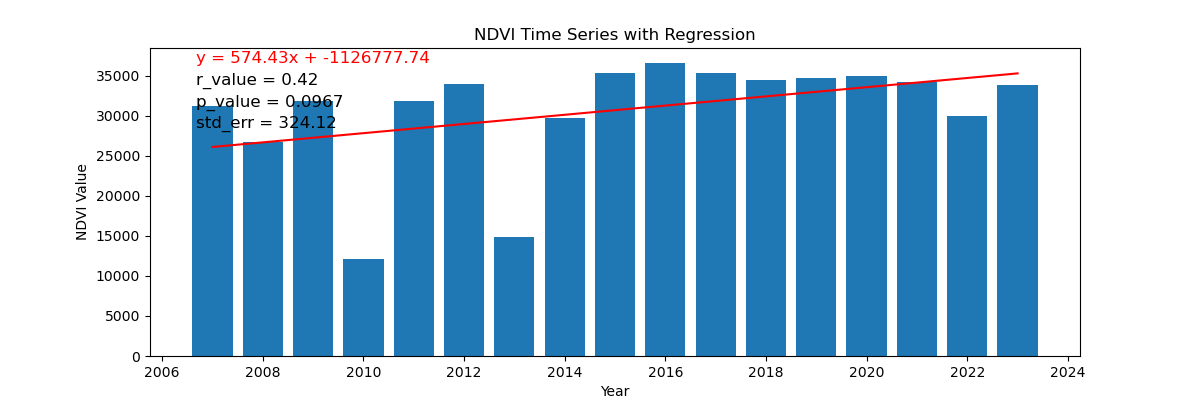 NDVI Time Series with Regression
y = 574.43x + -1126777.74
r_value = 0.42
p_value = 0.0967
std_err = 324.12
NDVI Value
35000
30000
25000
20000
15000
10000
5000
0
2006 2008 2010 2012 2014 2016 2018 2020 2022 2024
Year